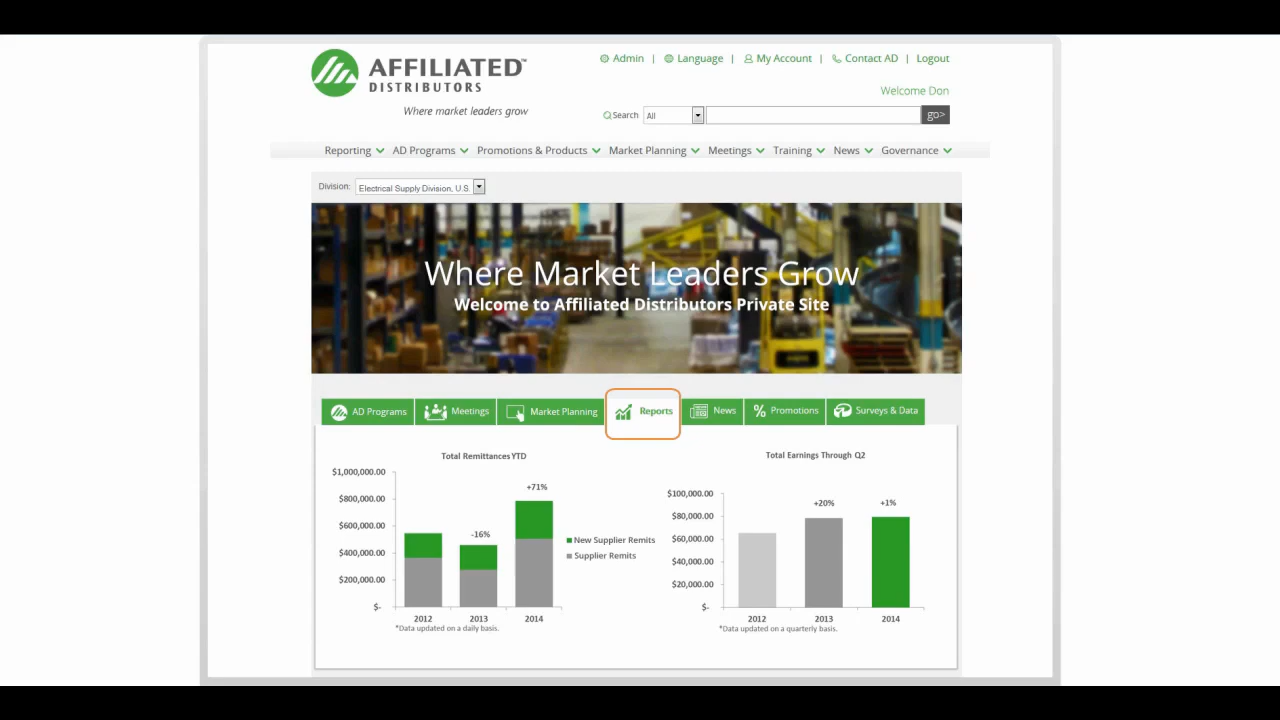 AFFILIATED™
DISTRIBUTORS
Where market leaders grow
Admin | Language | My Account | Contact AD | Logout
Welcome Dan
Search All go>
Reporting AD Programs Promotions & Products Market Planning Meetings Training News Governance
Division: Electrical Supply Division, U.S.
Where Market Leaders Grow
Welcome to Affiliated Distributors Private Site
AD Programs Meetings Market Planning Reports News Promotions Surveys & Data
Total Remittances YTD
$1,000,000.00
$800,000.00
$600,000.00
$400,000.00
$200,000.00
$-
-16%
+71%
2012 2013 2014
New Supplier Remits
Supplier Remits
*Data updated on a daily basis.
Total Earnings Through Q2
$100,000.00
$80,000.00
$60,000.00
$40,000.00
$20,000.00
$-
+20% +1%
2012 2013 2014
*Data updated on a quarterly basis.